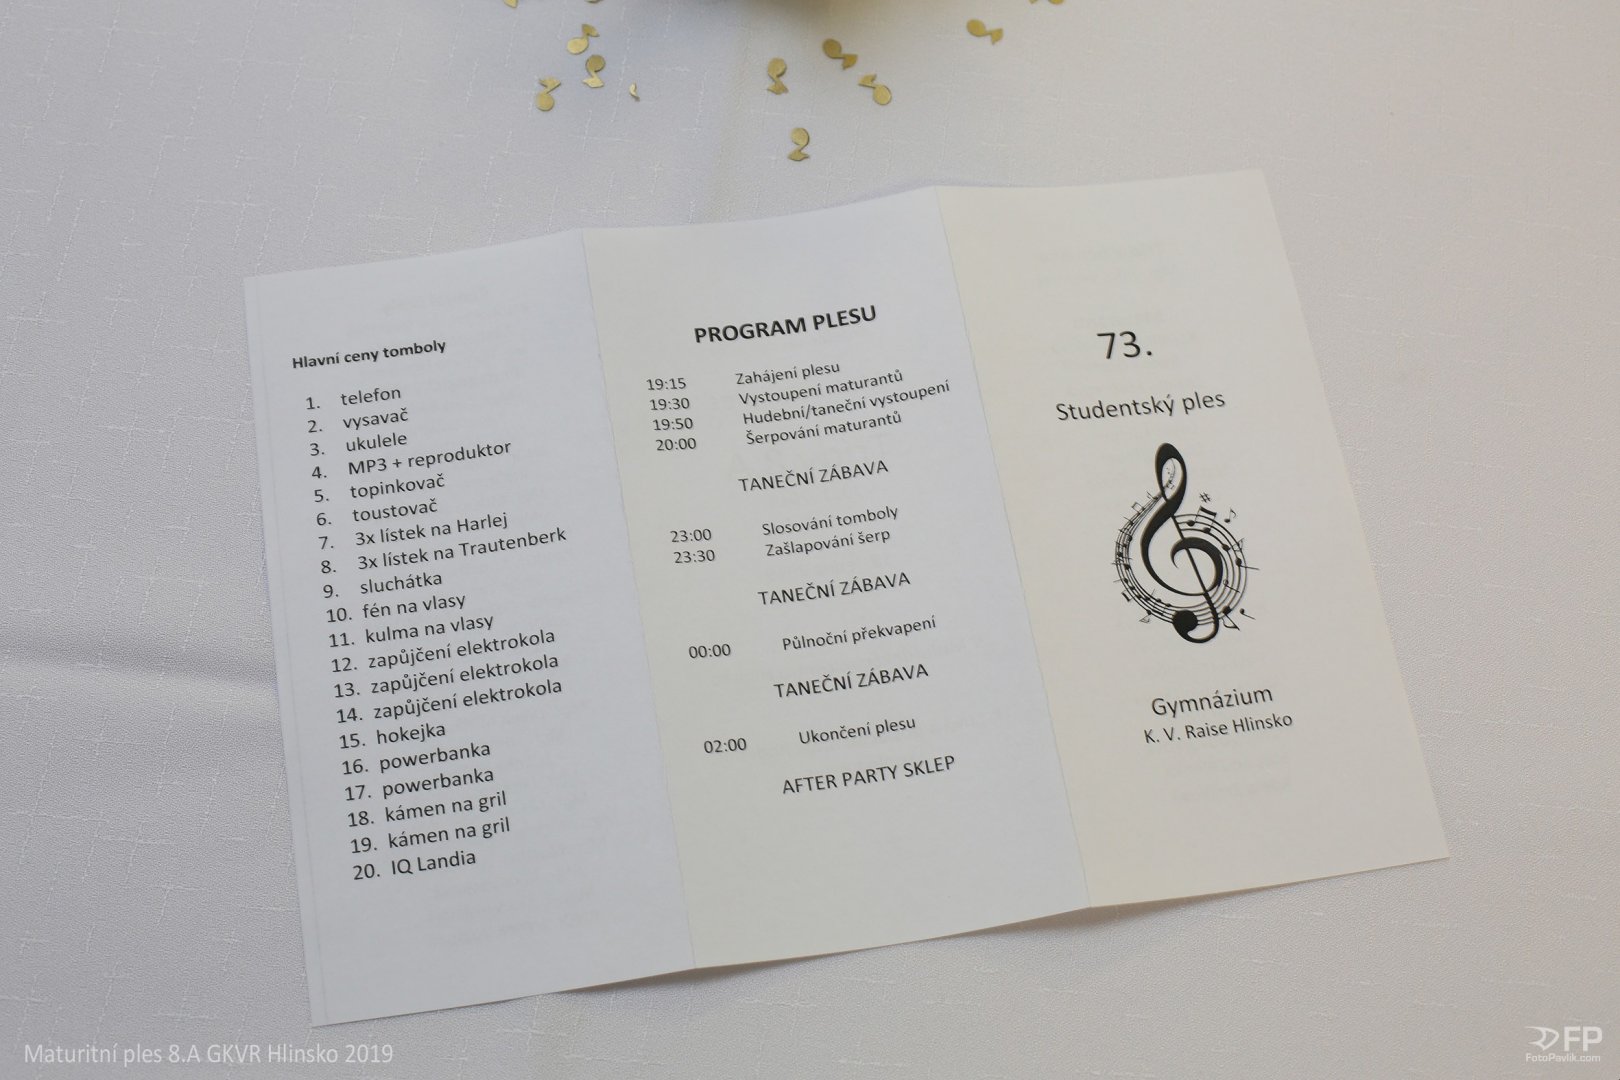 Hlavní ceny tomboly
1. telefon
2. vysavač
3. ukulele
4. MP3 + reproduktor
5. topinkovač
6. toustovač
7. 3x lístek na Harlej
8. 3x lístek na Trautenberk
9. sluchátka
10. fén na vlasy
11. kulma na vlasy
12. zapůjčení elektrokola
13. zapůjčení elektrokola
14. zapůjčení elektrokola
15. hokejka
16. powerbanka
17. powerbanka
18. kámen na gril
19. kámen na gril
20. IQ Landia
PROGRAM PLESU
19:15 Zahájení plesu
19:30 Vystoupení maturantů
19:50 Hudební/taneční vystoupení
20:00 Šerpování maturantů
TANEČNÍ ZÁBAVA
23:00 Slosování tomboly
23:30 Zašlapování šerp
TANEČNÍ ZÁBAVA
00:00 Půlnoční překvapení
TANEČNÍ ZÁBAVA
02:00 Ukončení plesu
AFTER PARTY SKLEP
73.
Studentský ples
Gymnázium
K. V. Raise Hlinsko
Maturitní ples 8.A GKVR Hlinsko 2019
FP
FotoPavlik.com